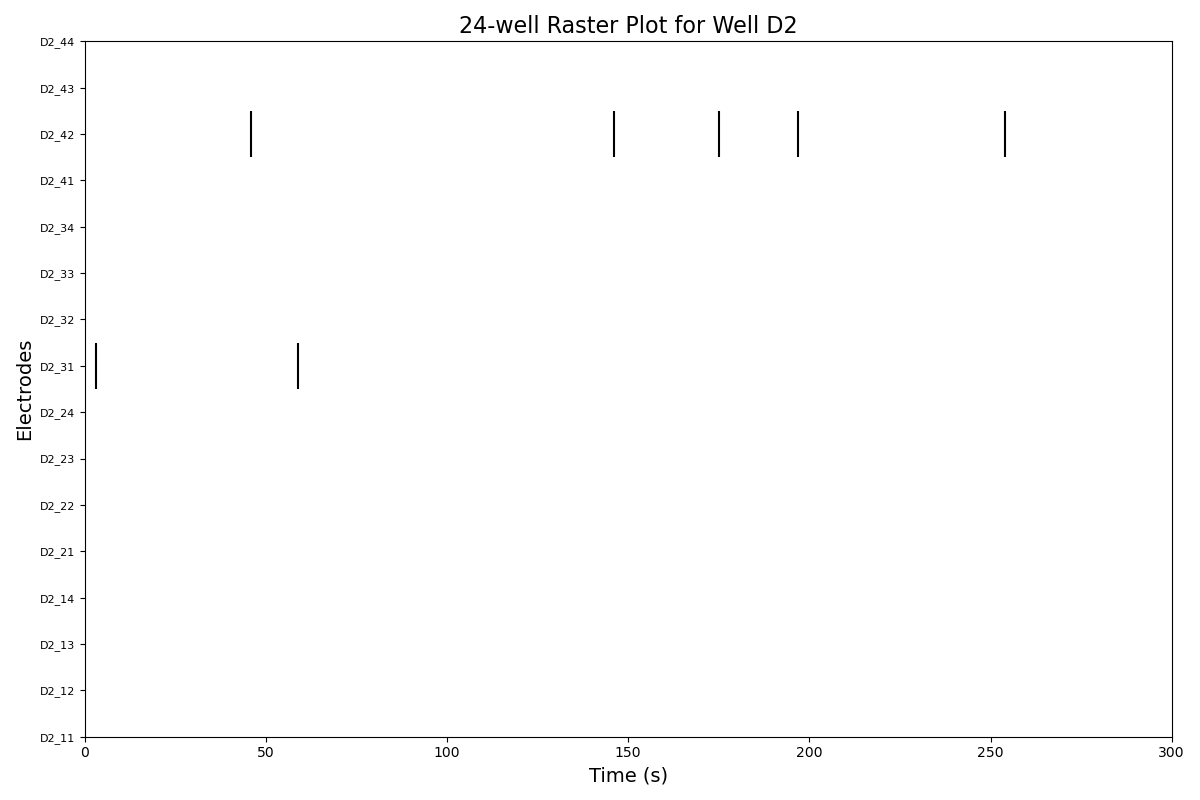 24-well Raster Plot for Well D2
D2_44
D2_43
D2_42
D2_41
D2_34
D2_33
D2_32
D2_31
D2_24
D2_23
D2_22
D2_21
D2_14
D2_13
D2_12
D2_11
Electrodes
0 50 100 150 200 250 300
Time (s)